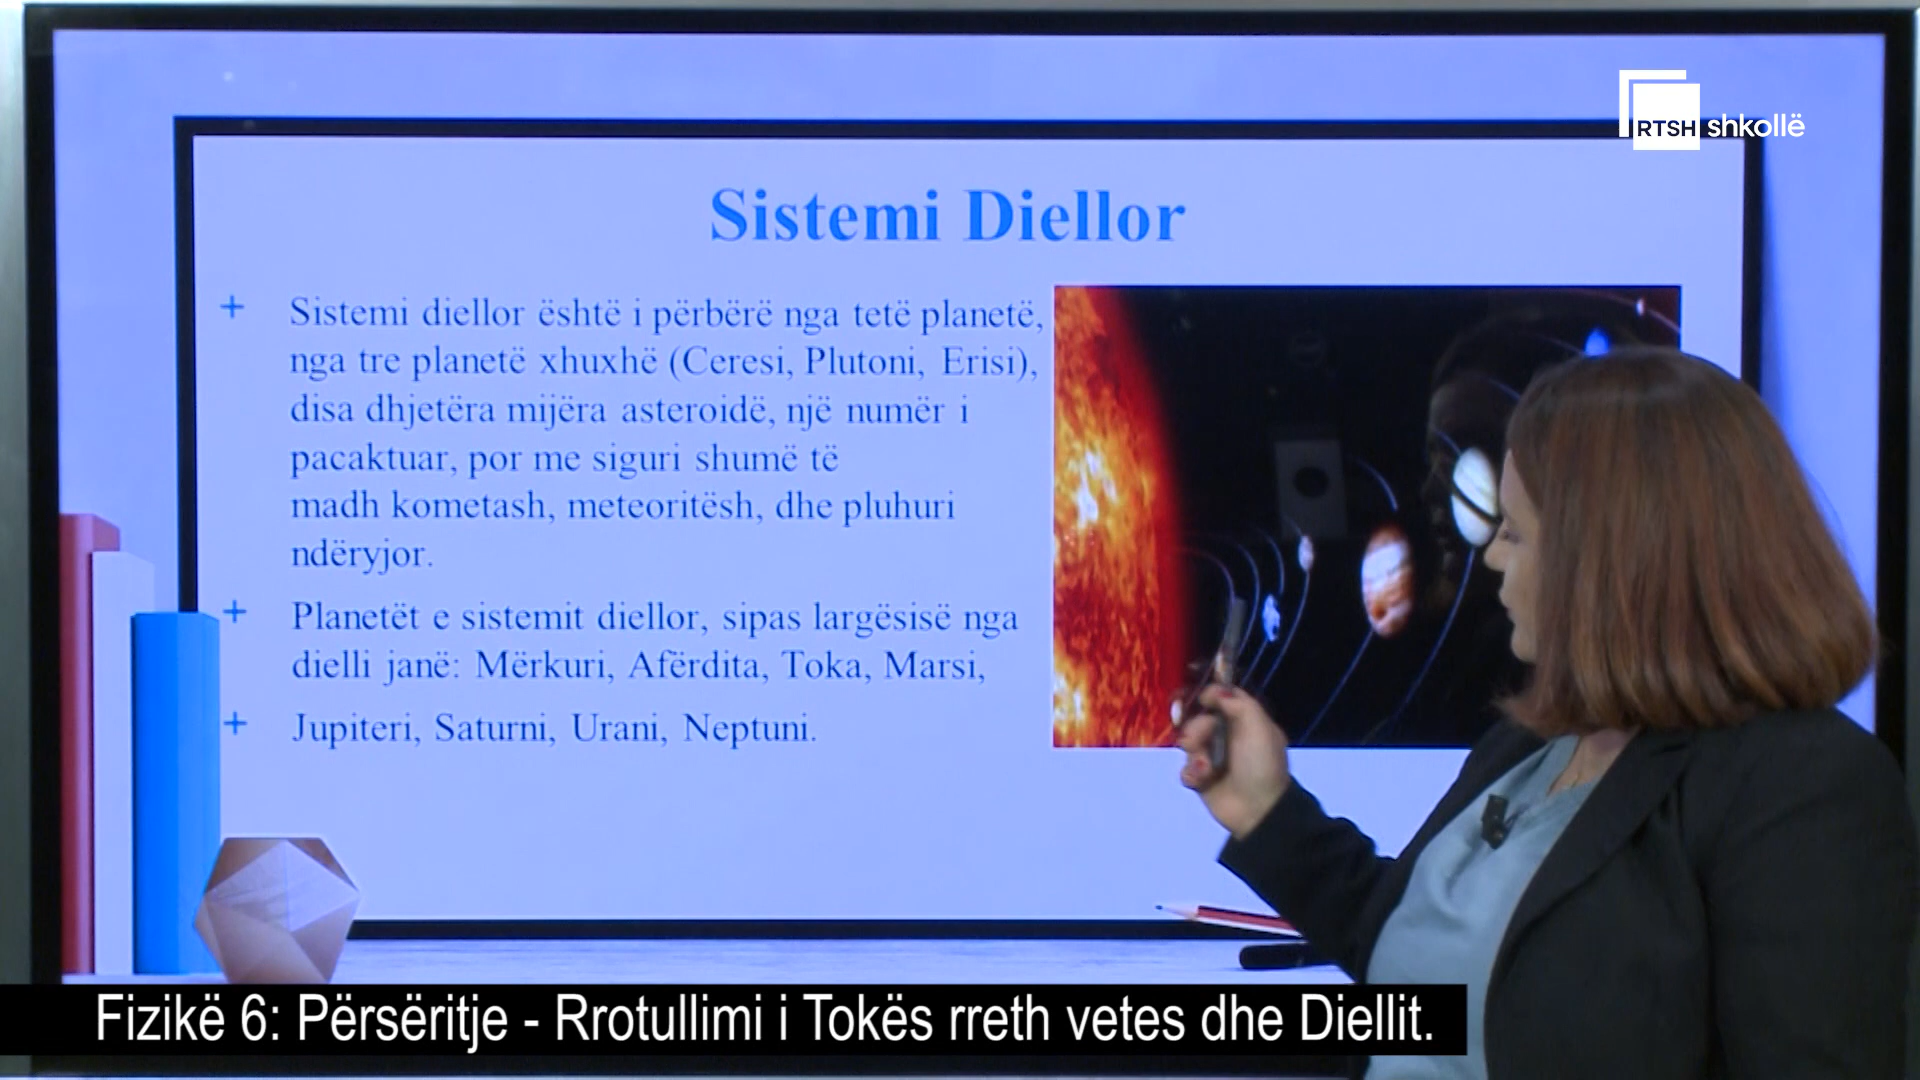 RTSH shkollë
Sistemi Diellor
+ Sistemi diellor është i përbërë nga tetë planetë,
nga tre planetë xhuxhë (Ceresi, Plutoni, Erisi),
disa dhjetëra mijëra asteroidë, një numër i
pacaktuar, por me siguri shumë të
madh kometash, meteoritësh, dhe pluhuri
ndëryjor.
+ Planetët e sistemit diellor, sipas largësisë nga
dielli janë: Mërkuri, Afërdita, Toka, Marsi,
+ Jupiteri, Saturni, Urani, Neptuni.
Fizikë 6: Përsëritje - Rrotullimi i Tokës rreth vetes dhe Diellit.